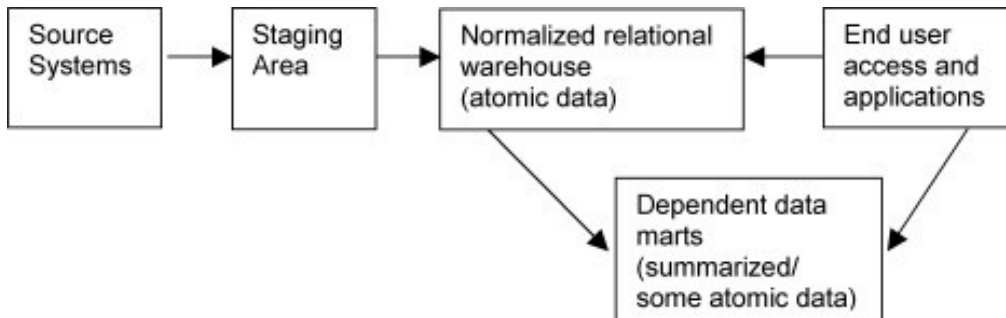 Source
Systems
Staging
Area
Normalized relational
warehouse
(atomic data)
End user
access and
applications
Dependent data
marts
(summarized/
some atomic data)